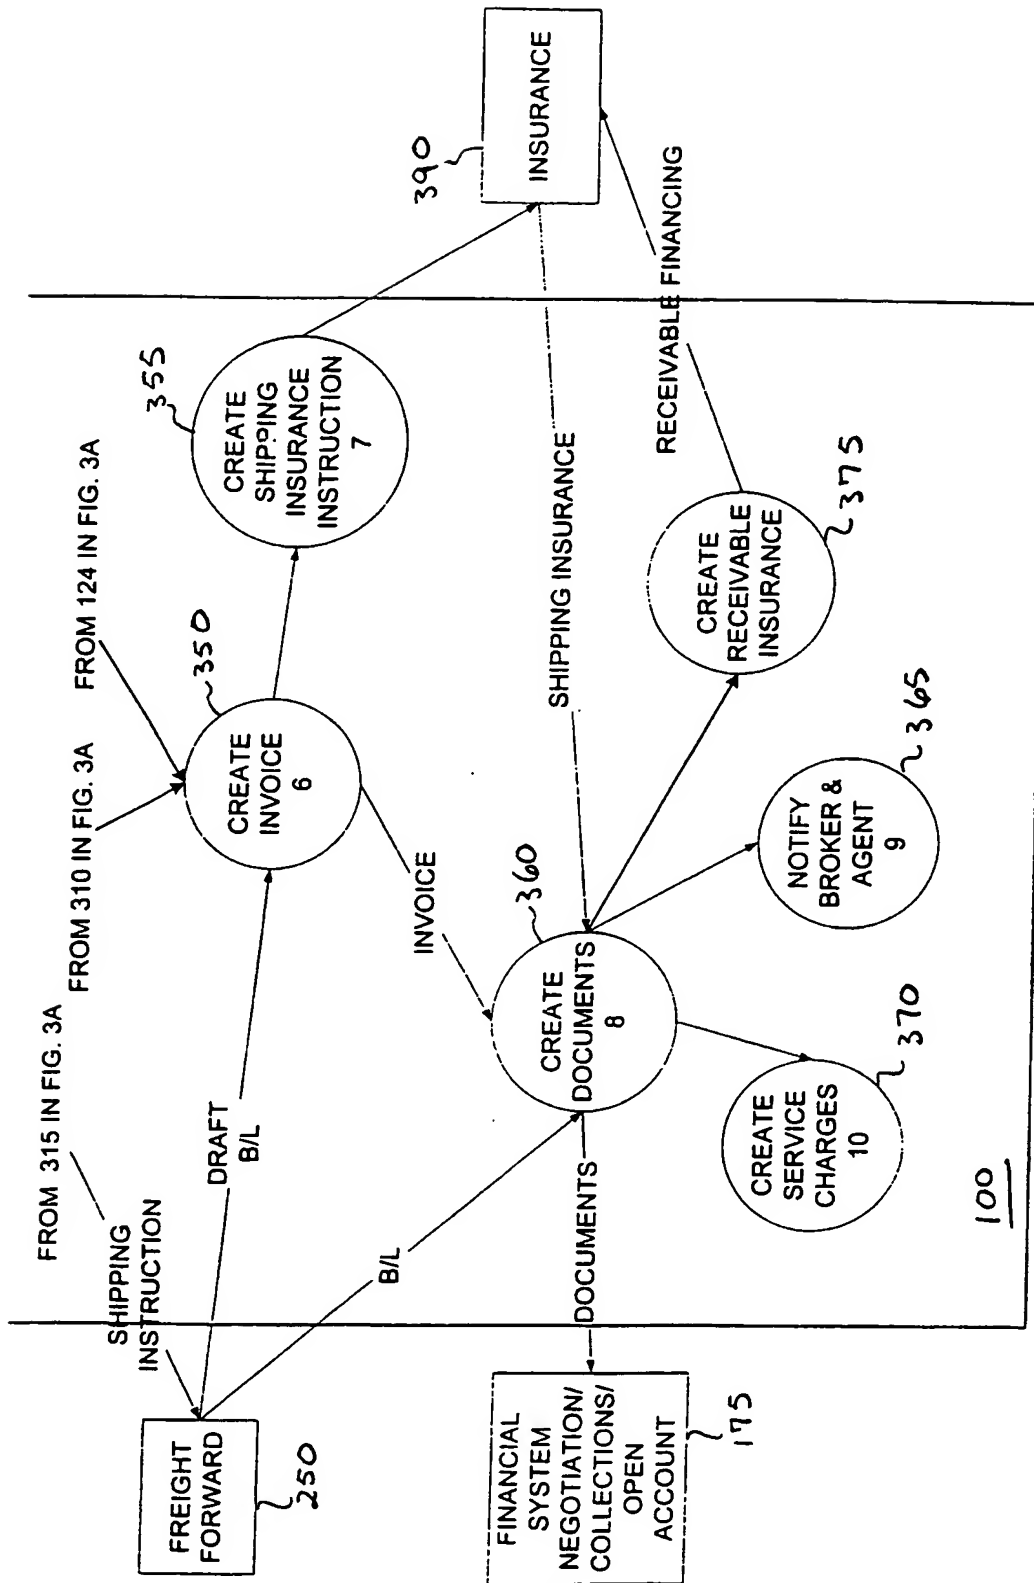 FROM 315 IN FIG. 3A
FROM 310 IN FIG. 3A
FROM 124 IN FIG. 3A
SHIPPING
INSTRUCTION
FREIGHT
FORWARD
250
DRAFT
B/L
350
CREATE
INVOICE
6
355
CREATE
SHIPPING
INSURANCE
INSTRUCTION
7
390
INSURANCE
B/L
INVOICE
SHIPPING INSURANCE
RECEIVABLE FINANCING
360
CREATE
DOCUMENTS
8
DOCUMENTS
FINANCIAL
SYSTEM
NEGOTIATION/
COLLECTIONS/
OPEN
ACCOUNT
175
CREATE
SERVICE
CHARGES
10
370
NOTIFY
BROKER &
AGENT
9
365
CREATE
RECEIVABLE
INSURANCE
375
100